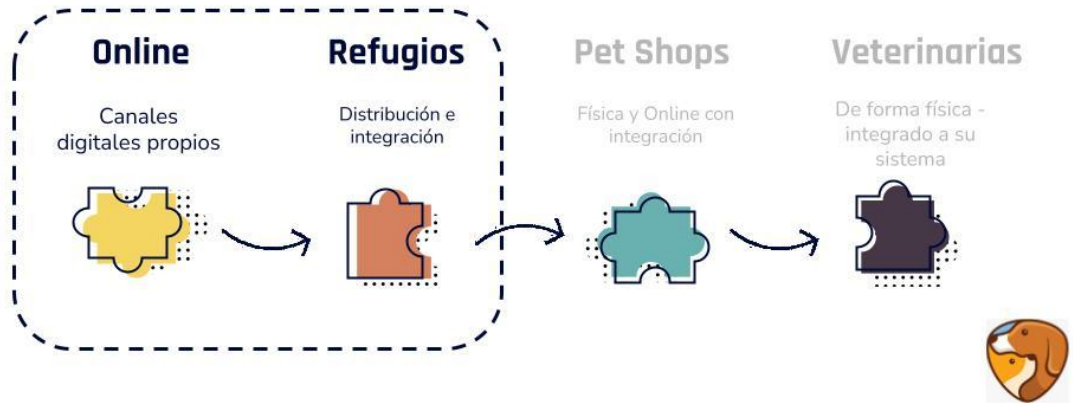 Online
Refugios
Pet Shops
Veterinarias
Canales
digitales propios
Distribución e
integración
Física y Online con
integración
De forma física -
integrado a su
sistema